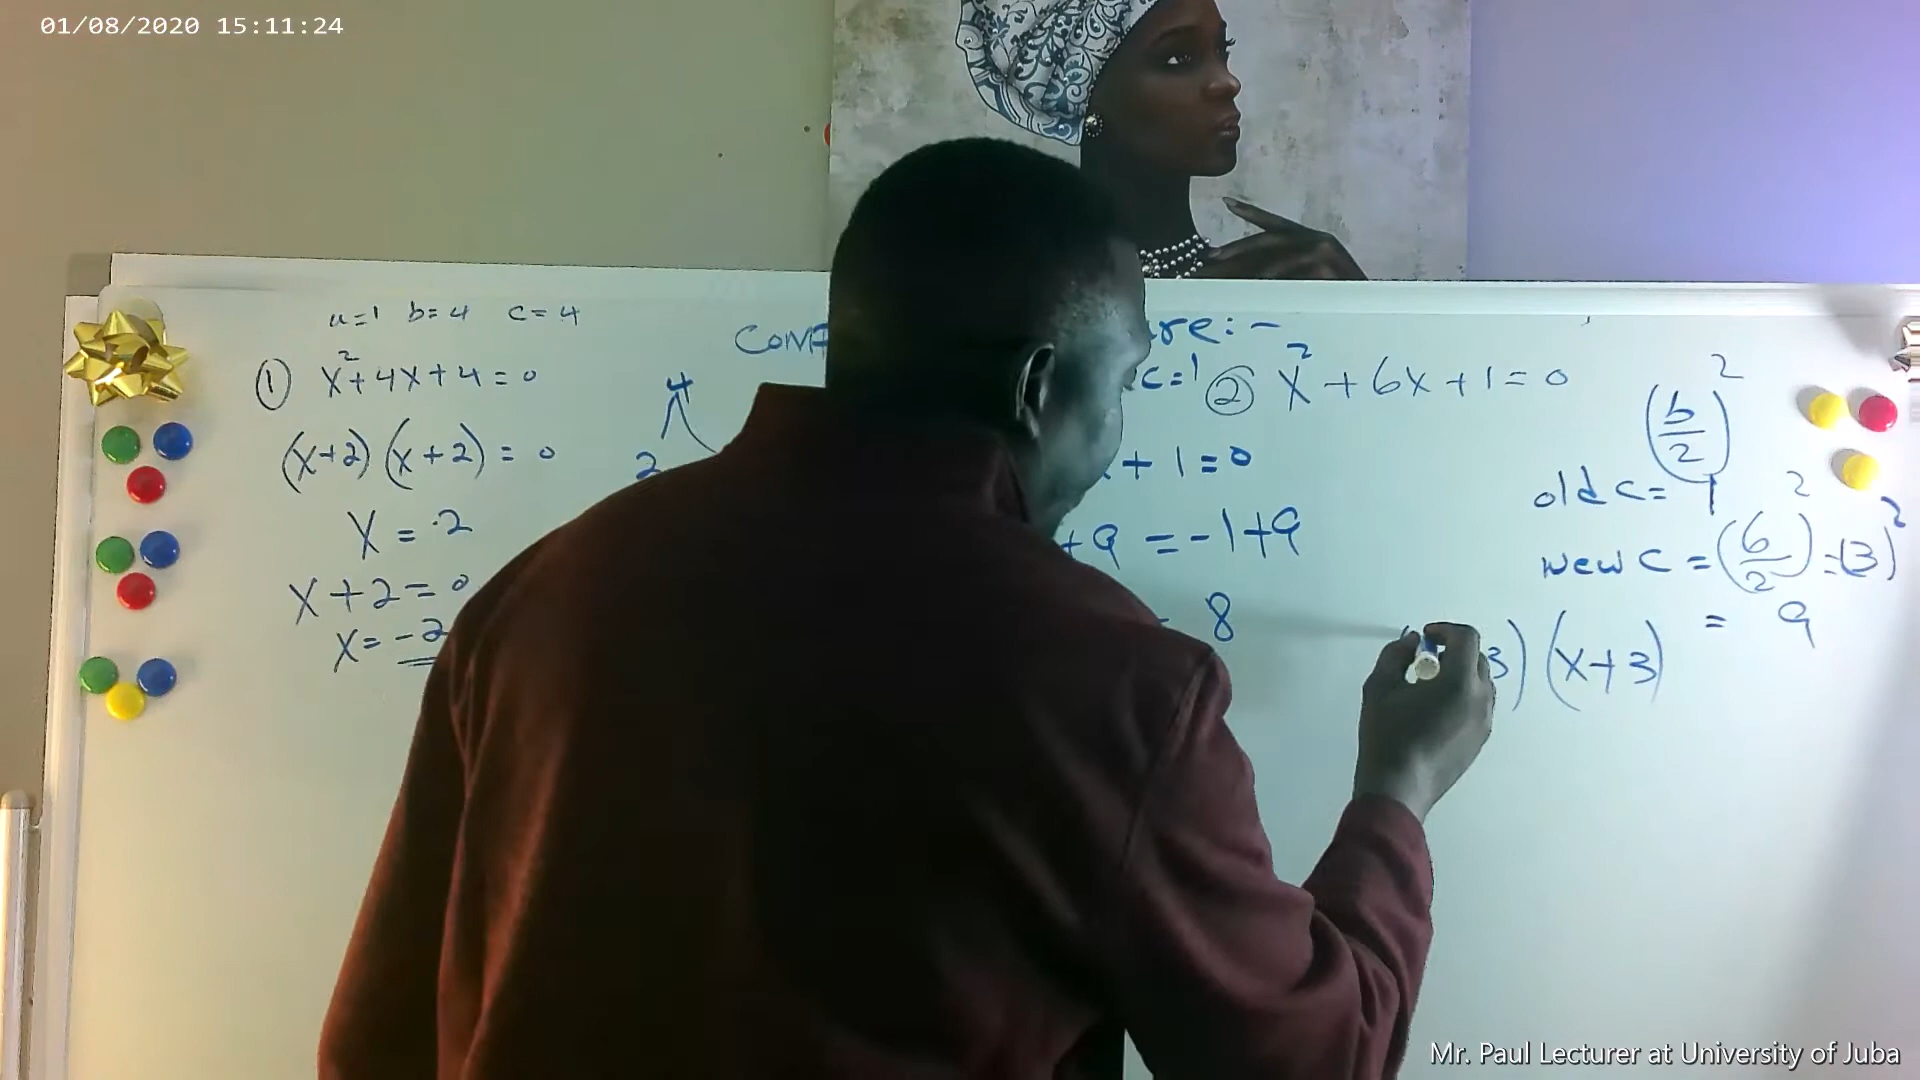 01/08/2020 15:11:24
a=1 b=4 c=4
① x²+4x+4=0
(x+2)(x+2)=0
x=-2
x+2=0
x=-2
4
2
c=1
+1=0
+9=-1+9
8
② x²+6x+1=0
(b/2)²
old c=1
new c=(6/2)²=(3)²
=9
3)(x+3)
Mr. Paul Lecturer at University of Juba